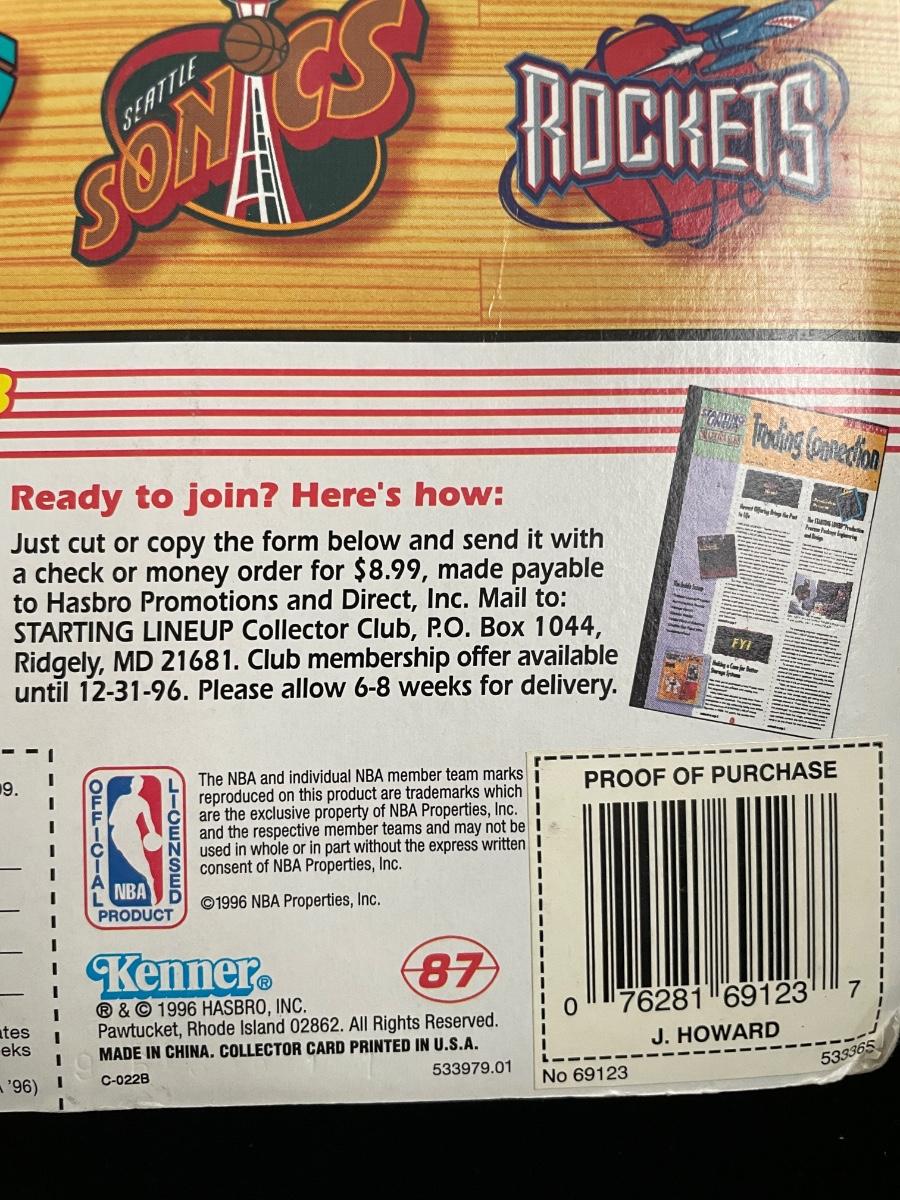 SEATTLE
SONICS
ROCKETS
Ready to join? Here's how:
Just cut or copy the form below and send it with
a check or money order for $8.99, made payable
to Hasbro Promotions and Direct, Inc. Mail to:
STARTING LINEUP Collector Club, P.O. Box 1044,
Ridgely, MD 21681. Club membership offer available
until 12-31-96. Please allow 6-8 weeks for delivery.
STARTING
LINEUP
Trading Connection
FYI
99.
OFFICIAL
LICENSED
NBA
PRODUCT
The NBA and individual NBA member team marks
reproduced on this product are trademarks which
are the exclusive property of NBA Properties, Inc.
and the respective member teams and may not be
used in whole or in part without the express written
consent of NBA Properties, Inc.
©1996 NBA Properties, Inc.
Kenner®
87
® & © 1996 HASBRO, INC.
Pawtucket, Rhode Island 02862. All Rights Reserved.
MADE IN CHINA. COLLECTOR CARD PRINTED IN U.S.A.
C-022B
533979.01
'96)
PROOF OF PURCHASE
0 76281 69123 7
J. HOWARD
No 69123
533365